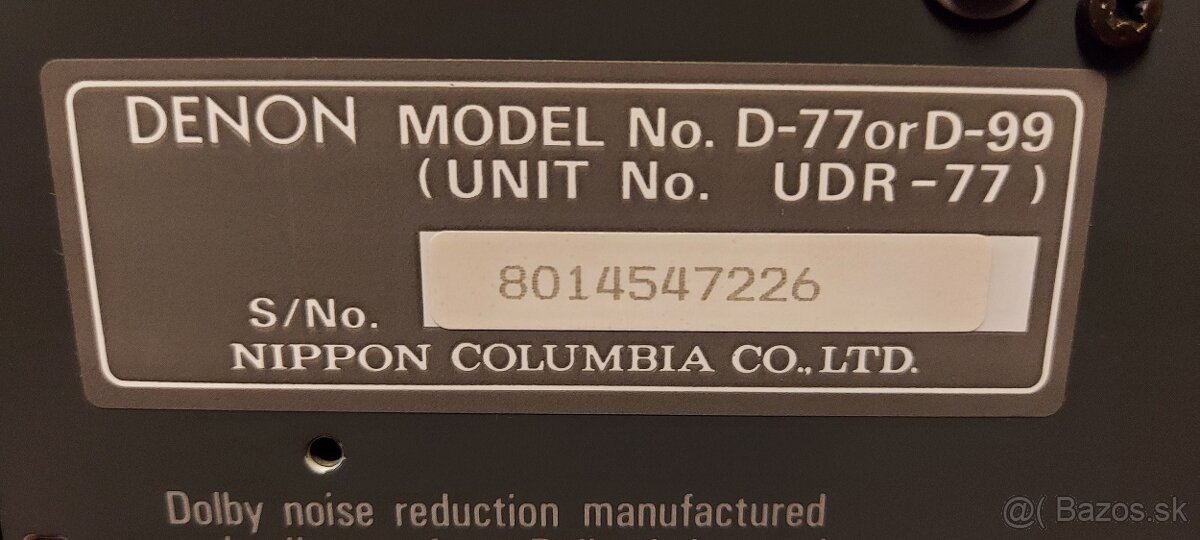 DENON MODEL No. D-77orD-99
(UNIT No. UDR-77)
8014547226
S/No.
NIPPON COLUMBIA CO.,LTD.
Dolby noise reduction manufactured
@( Bazos.sk